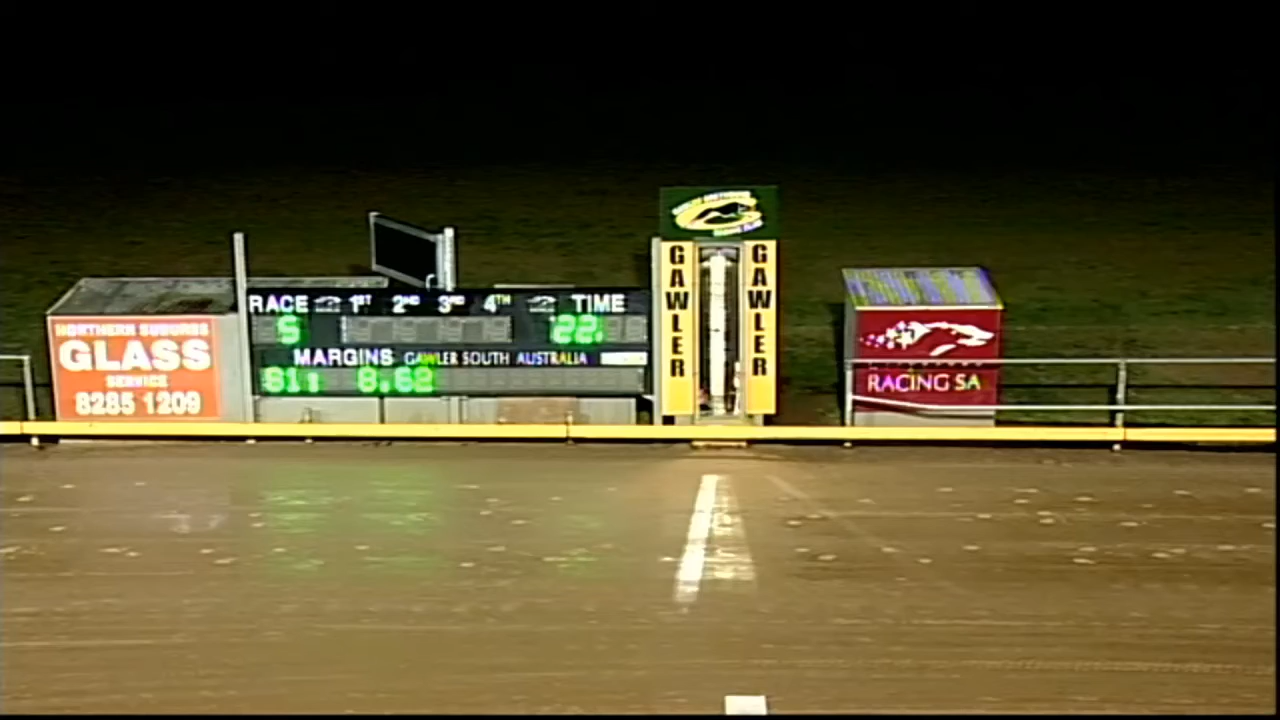 NORTHERN SUBURBS
GLASS
SERVICE
8285 1209
RACE 1ST 2ND 3RD 4TH TIME
5 22.
MARGINS GAWLER SOUTH AUSTRALIA
S1: 8.62
GAWLER
GAWLER
RACING SA